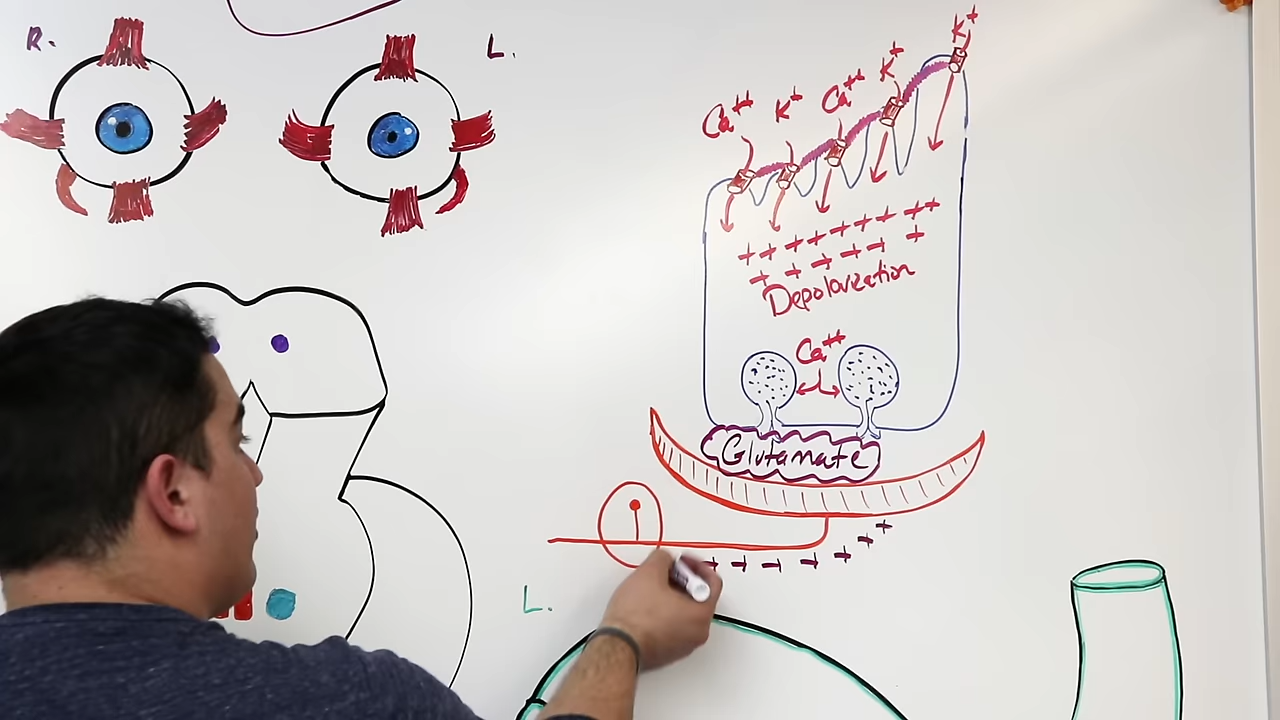 R.
L.
Ca++ K+ Ca++ K+ K+
+ + + + + + + +
+ + + + + +
Depolarization
Ca++
Glutamate
+ + + + + + +
L.